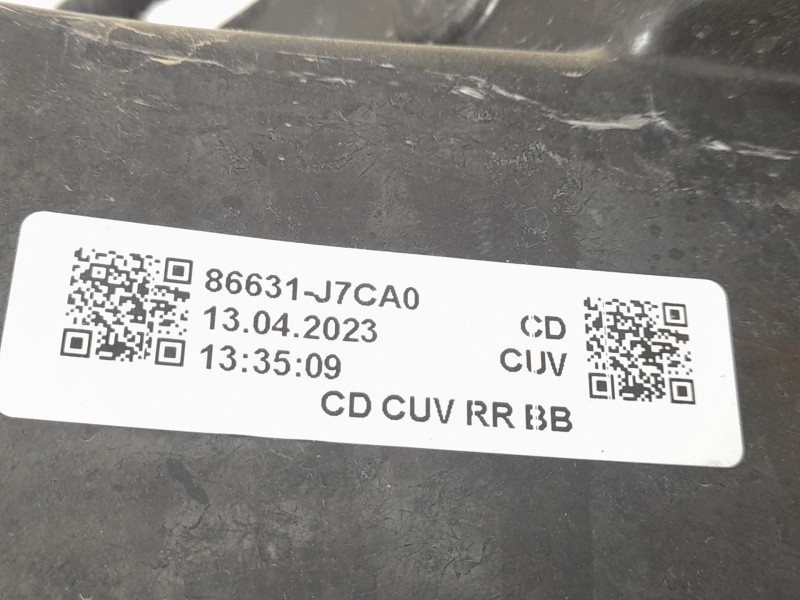 86631-J7CA0
13.04.2023
13:35:09
CD
CUV
CD CUV RR BB